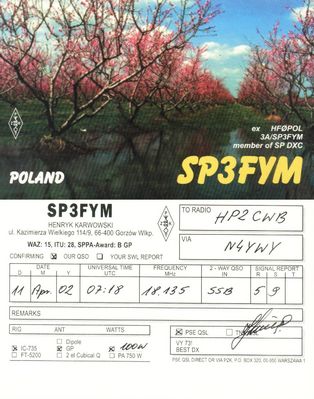 ex HFØPOL
3A/SP3FYM
member of SP DXC
POLAND
SP3FYM
SP3FYM
HENRYK KARWOWSKI
ul. Kazimierza Wielkiego 114/9, 66-400 Gorzów Wlkp.
WAZ: 15, ITU: 28, SPPA-Award: B GP
CONFIRMING OUR QSO YOUR SWL REPORT
TO RADIO HP2CWB
VIA N4YWY
D M Y UNIVERSAL TIME UTC FREQUENCY MHz 2 - WAY QSO IN SIGNAL REPORT R S T
11 Apr. 02 07:18 18,135 SSB 5 9
REMARKS
RIG ANT WATTS
IC-735 Dipole 100W
FT-5200 GP
2 el Cubical Q PA 750 W
PSE QSL TNX QSL
VY 73!
BEST DX
PSE QSL DIRECT OR VIA PZK, P.O. BOX 320, 00-950 WARSZAWA 1